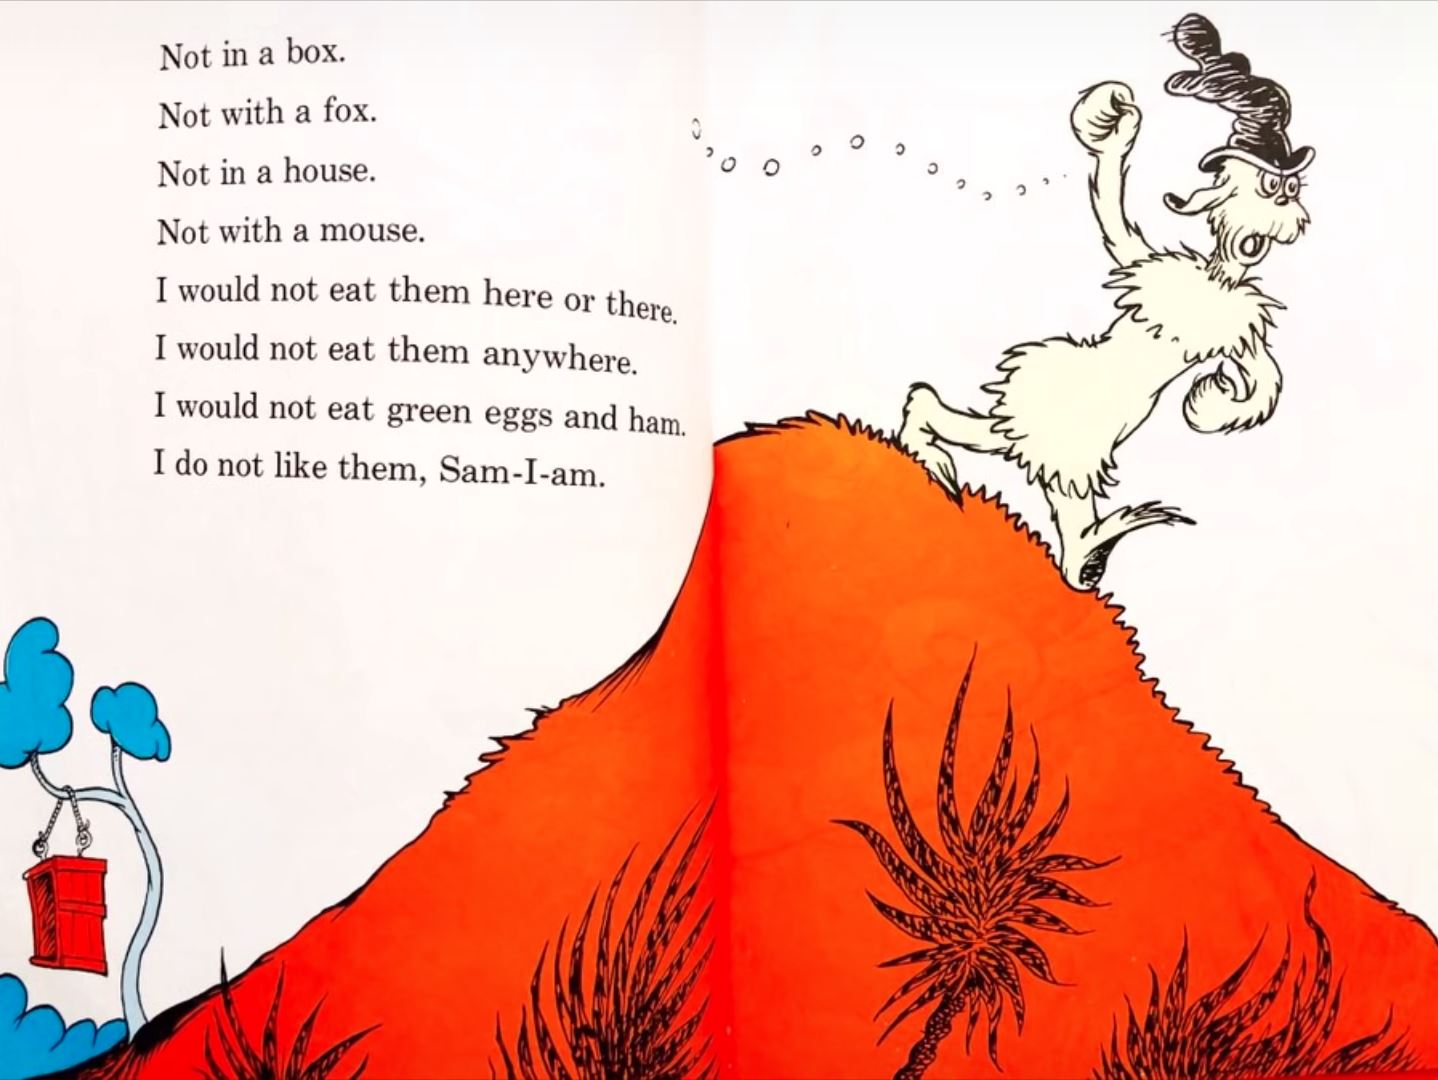 Not in a box.
Not with a fox.
Not in a house.
Not with a mouse.
I would not eat them here or there.
I would not eat them anywhere.
I would not eat green eggs and ham.
I do not like them, Sam-I-am.